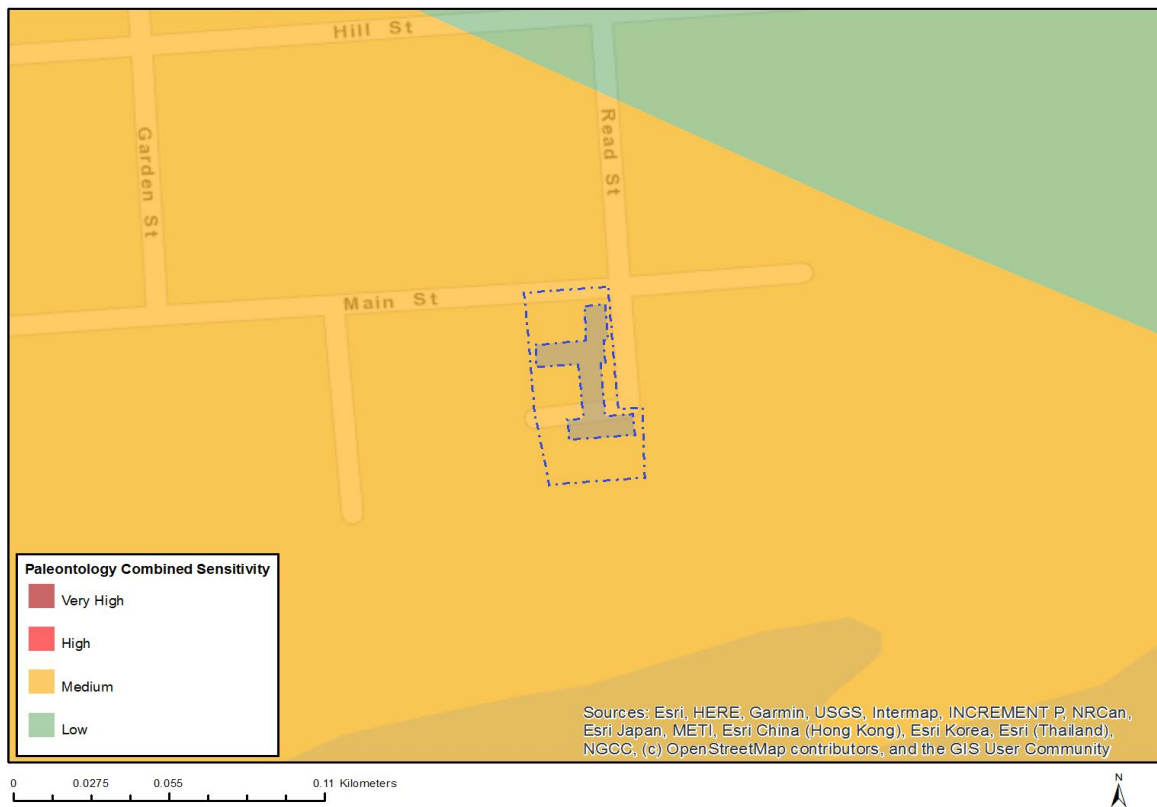 Hill St
Garden St
Read St
Main St
Paleontology Combined Sensitivity
Very High
High
Medium
Low
Sources: Esri, HERE, Garmin, USGS, Intermap, INCREMENT P, NRCan,
Esri Japan, METI, Esri China (Hong Kong), Esri Korea, Esri (Thailand),
NGCC, (c) OpenStreetMap contributors, and the GIS User Community
0 0.0275 0.055 0.11 Kilometers
N